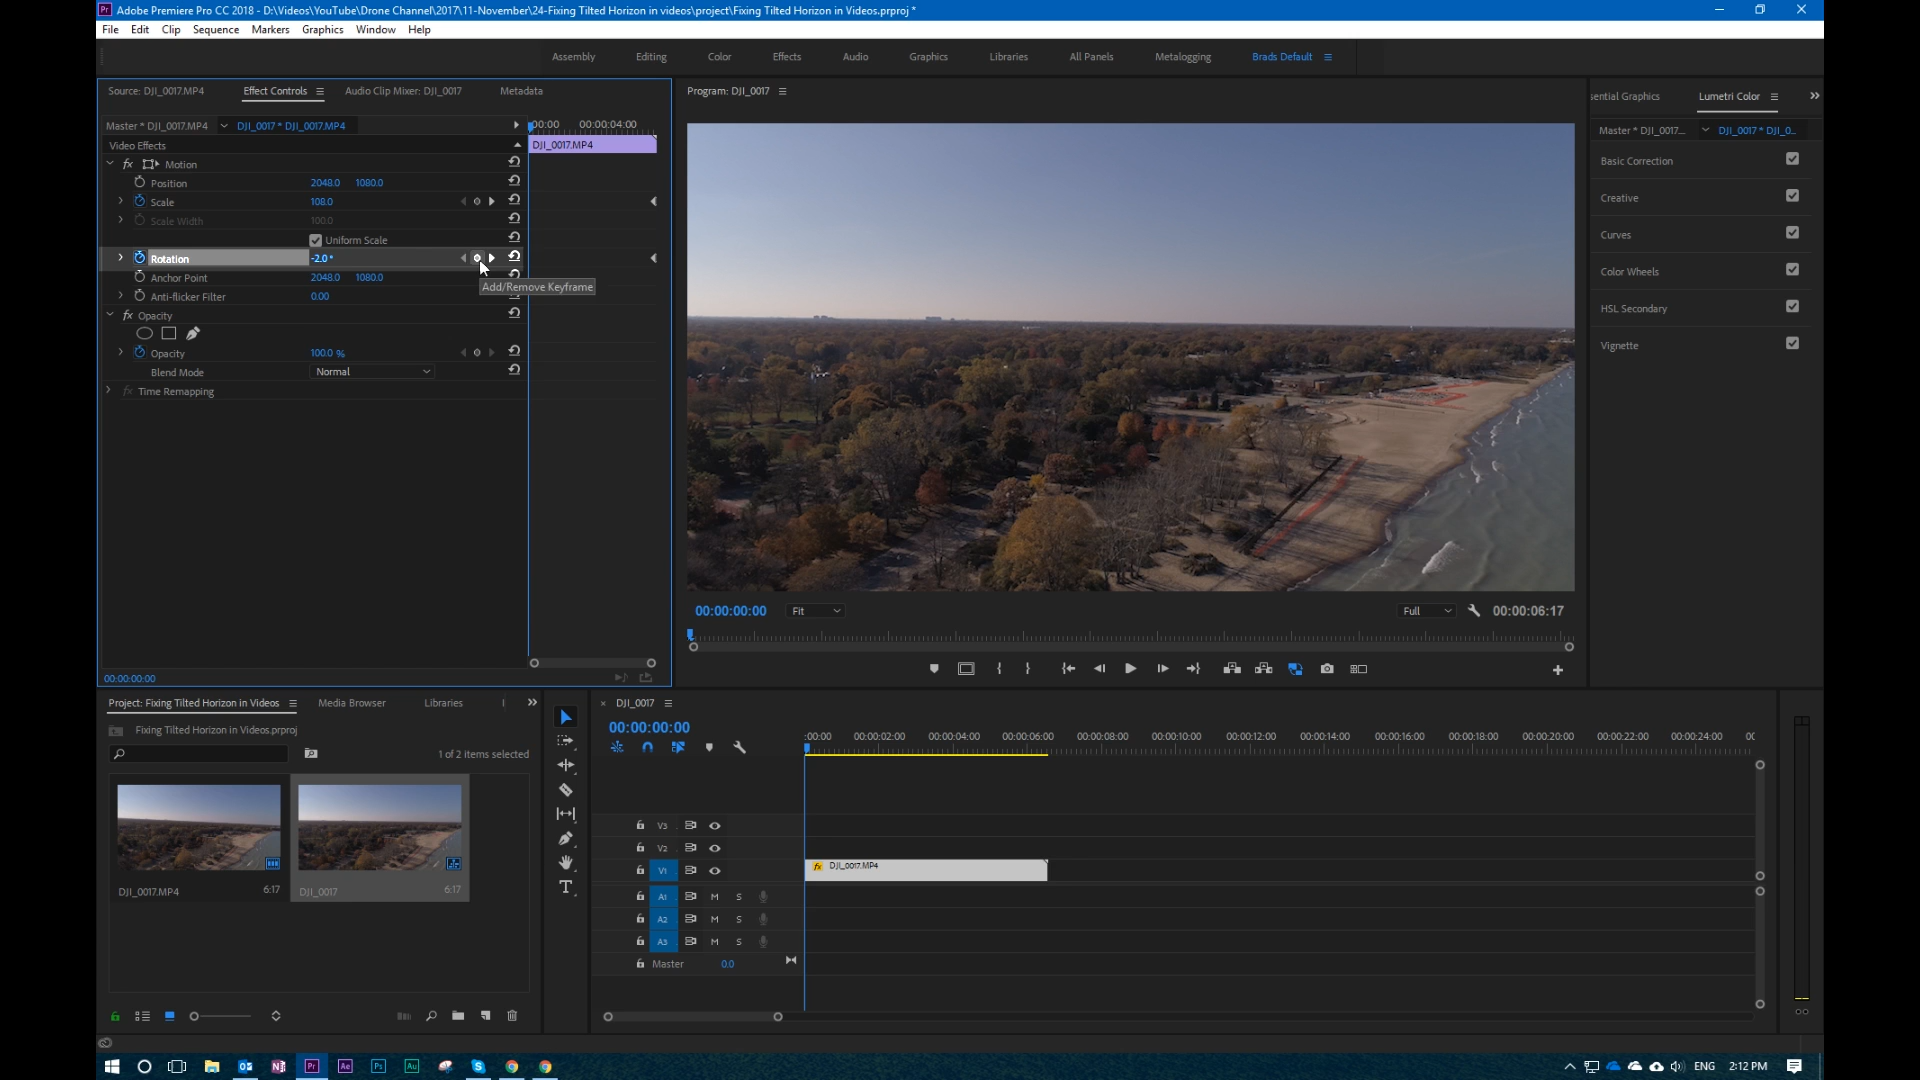 Adobe Premiere Pro CC 2018 - D:\Videos\YouTube\Drone Channel\2017\11-November\24-Fixing Tilted Horizon in videos\project\Fixing Tilted Horizon in Videos.prproj *
File Edit Clip Sequence Markers Graphics Window Help
Assembly Editing Color Effects Audio Graphics Libraries All Panels Metalogging Brads Default
Source: DJI_0017.MP4 Effect Controls Audio Clip Mixer: DJI_0017 Metadata
Master * DJI_0017.MP4 DJI_0017 * DJI_0017.MP4
:00:00 00:00:04:00
Video Effects
DJI_0017.MP4
fx Motion
Position 2048.0 1080.0
Scale 108.0
Scale Width 100.0
Uniform Scale
Rotation -2.0 °
Anchor Point 2048.0 1080.0
Add/Remove Keyframe
Anti-flicker Filter 0.00
fx Opacity
Opacity 100.0 %
Blend Mode Normal
fx Time Remapping
00:00:00:00
Program: DJI_0017
00:00:00:00 Fit Full 00:00:06:17
sential Graphics Lumetri Color
Master * DJI_0017.... DJI_0017 * DJI_0...
Basic Correction
Creative
Curves
Color Wheels
HSL Secondary
Vignette
Project: Fixing Tilted Horizon in Videos Media Browser Libraries
Fixing Tilted Horizon in Videos.prproj
1 of 2 items selected
DJI_0017.MP4 6:17
DJI_0017 6:17
DJI_0017
00:00:00:00
:00:00 00:00:02:00 00:00:04:00 00:00:06:00 00:00:08:00 00:00:10:00 00:00:12:00 00:00:14:00 00:00:16:00 00:00:18:00 00:00:20:00 00:00:22:00 00:00:24:00
V3
V2
V1
fx DJI_0017.MP4
A1 M S
A2 M S
A3 M S
Master 0.0
Pr Ae Ps Au
ENG 2:12 PM